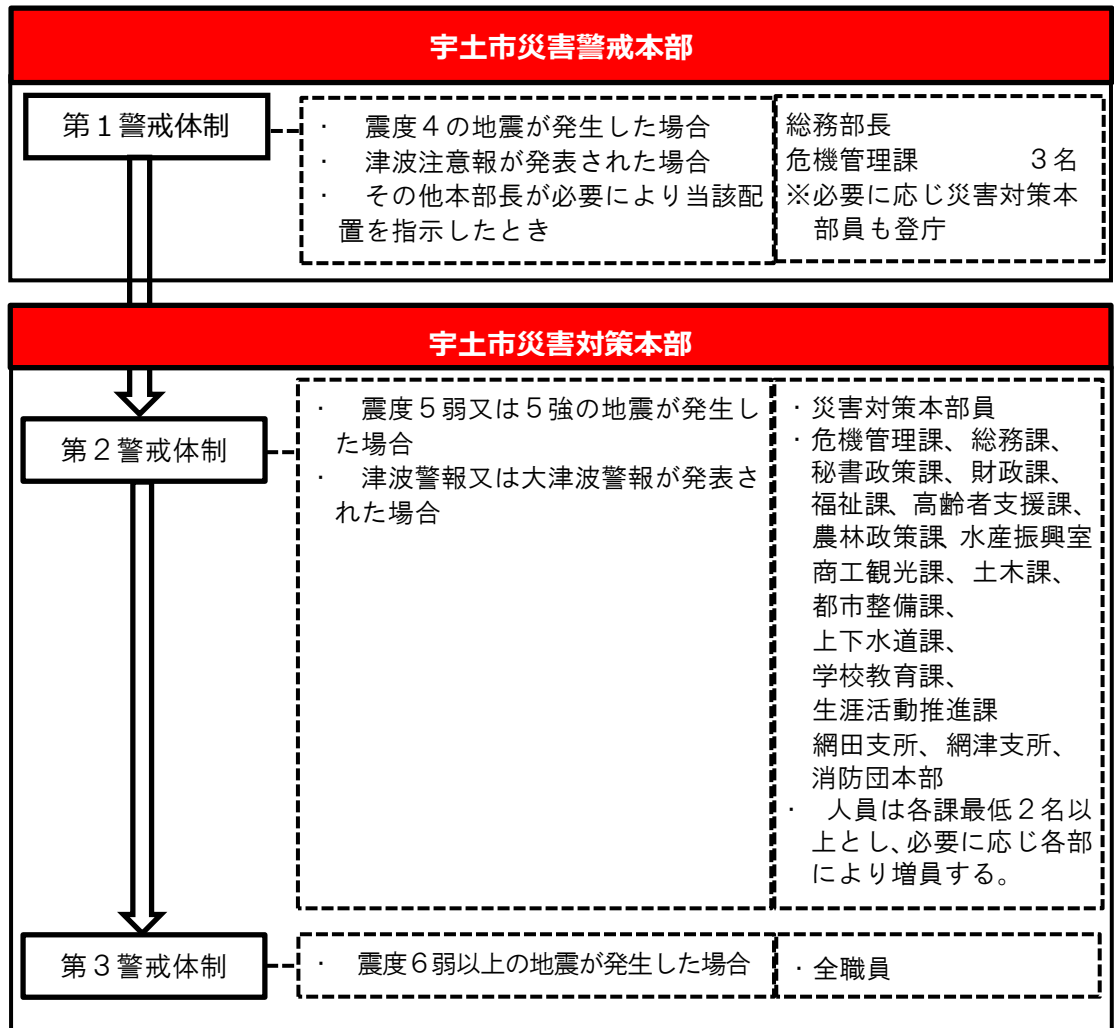 宇土市災害警戒本部
第1警戒体制
・ 震度4の地震が発生した場合
・ 津波注意報が発表された場合
・ その他本部長が必要により当該配
置を指示したとき
総務部長
危機管理課 3名
※必要に応じ災害対策本
部員も登庁
宇土市災害対策本部
第2警戒体制
・ 震度5弱又は5強の地震が発生し
た場合
・ 津波警報又は大津波警報が発表さ
れた場合
・災害対策本部員
・危機管理課、総務課、
秘書政策課、財政課、
福祉課、高齢者支援課、
農林政策課、水産振興室
商工観光課、土木課、
都市整備課、
上下水道課、
学校教育課、
生涯活動推進課
網田支所、網津支所、
消防団本部
・ 人員は各課最低2名以
上とし、必要に応じ各部
により増員する。
第3警戒体制
・ 震度6弱以上の地震が発生した場合
・全職員